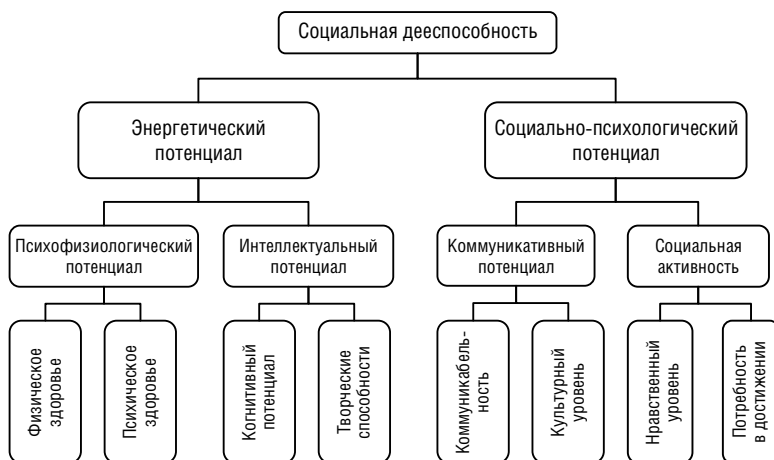 Социальная дееспособность
Энергетический
потенциал
Социально-психологический
потенциал
Психофизиологический
потенциал
Интеллектуальный
потенциал
Коммуникативный
потенциал
Социальная
активность
Физическое
здоровье
Психическое
здоровье
Когнитивный
потенциал
Творческие
способности
Коммуникабель-
ность
Культурный
уровень
Нравственный
уровень
Потребность
в достижении